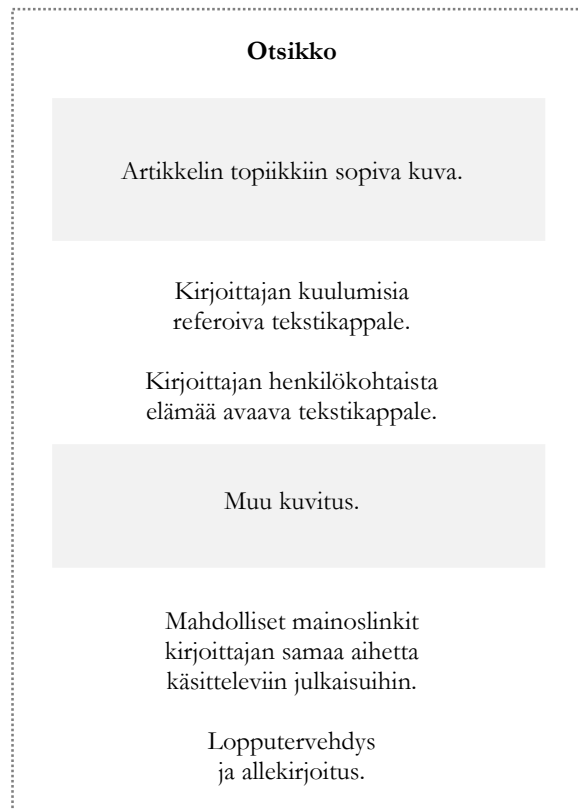 Otsikko
Artikkelin topiikkiin sopiva kuva.
Kirjoittajan kuulumisia
referoiva tekstikappale.
Kirjoittajan henkilökohtaista
elämää avaava tekstikappale.
Muu kuvitus.
Mahdolliset mainoslinkit
kirjoittajan samaa aihetta
käsitteleviin julkaisuihin.
Lopputervehdys
ja allekirjoitus.